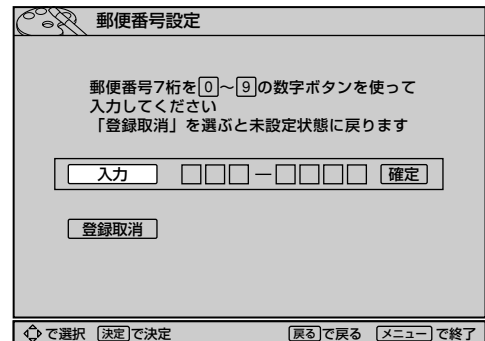 郵便番号設定
郵便番号7桁を0～9の数字ボタンを使って
入力してください
「登録取消」を選ぶと未設定状態に戻ります
入力 □□□－□□□□ 確定
登録取消
で選択 決定で決定 戻るで戻る メニューで終了